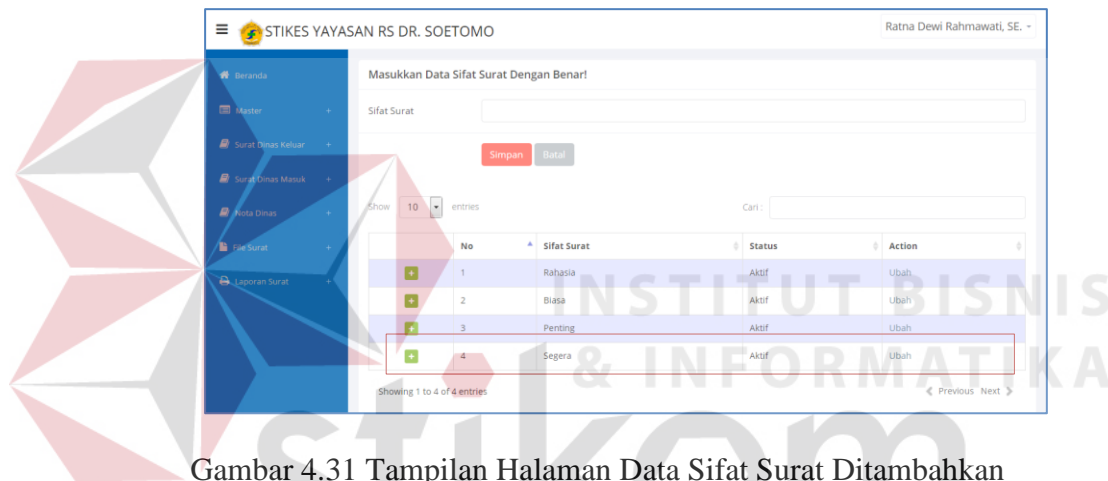 STIKES YAYASAN RS DR. SOETOMO
Ratna Dewi Rahmawati, SE.
Beranda
Master +
Surat Dinas Keluar +
Surat Dinas Masuk +
Nota Dinas +
File Surat +
Laporan Surat +
Masukkan Data Sifat Surat Dengan Benar!
Sifat Surat
Simpan Batal
Show 10 entries
Cari :
No Sifat Surat Status Action
1 Rahasia Aktif Ubah
2 Biasa Aktif Ubah
3 Penting Aktif Ubah
4 Segera Aktif Ubah
Showing 1 to 4 of 4 entries
Previous Next
INSTITUT BISNIS
& INFORMATIKA
stikom
Gambar 4.31 Tampilan Halaman Data Sifat Surat Ditambahkan